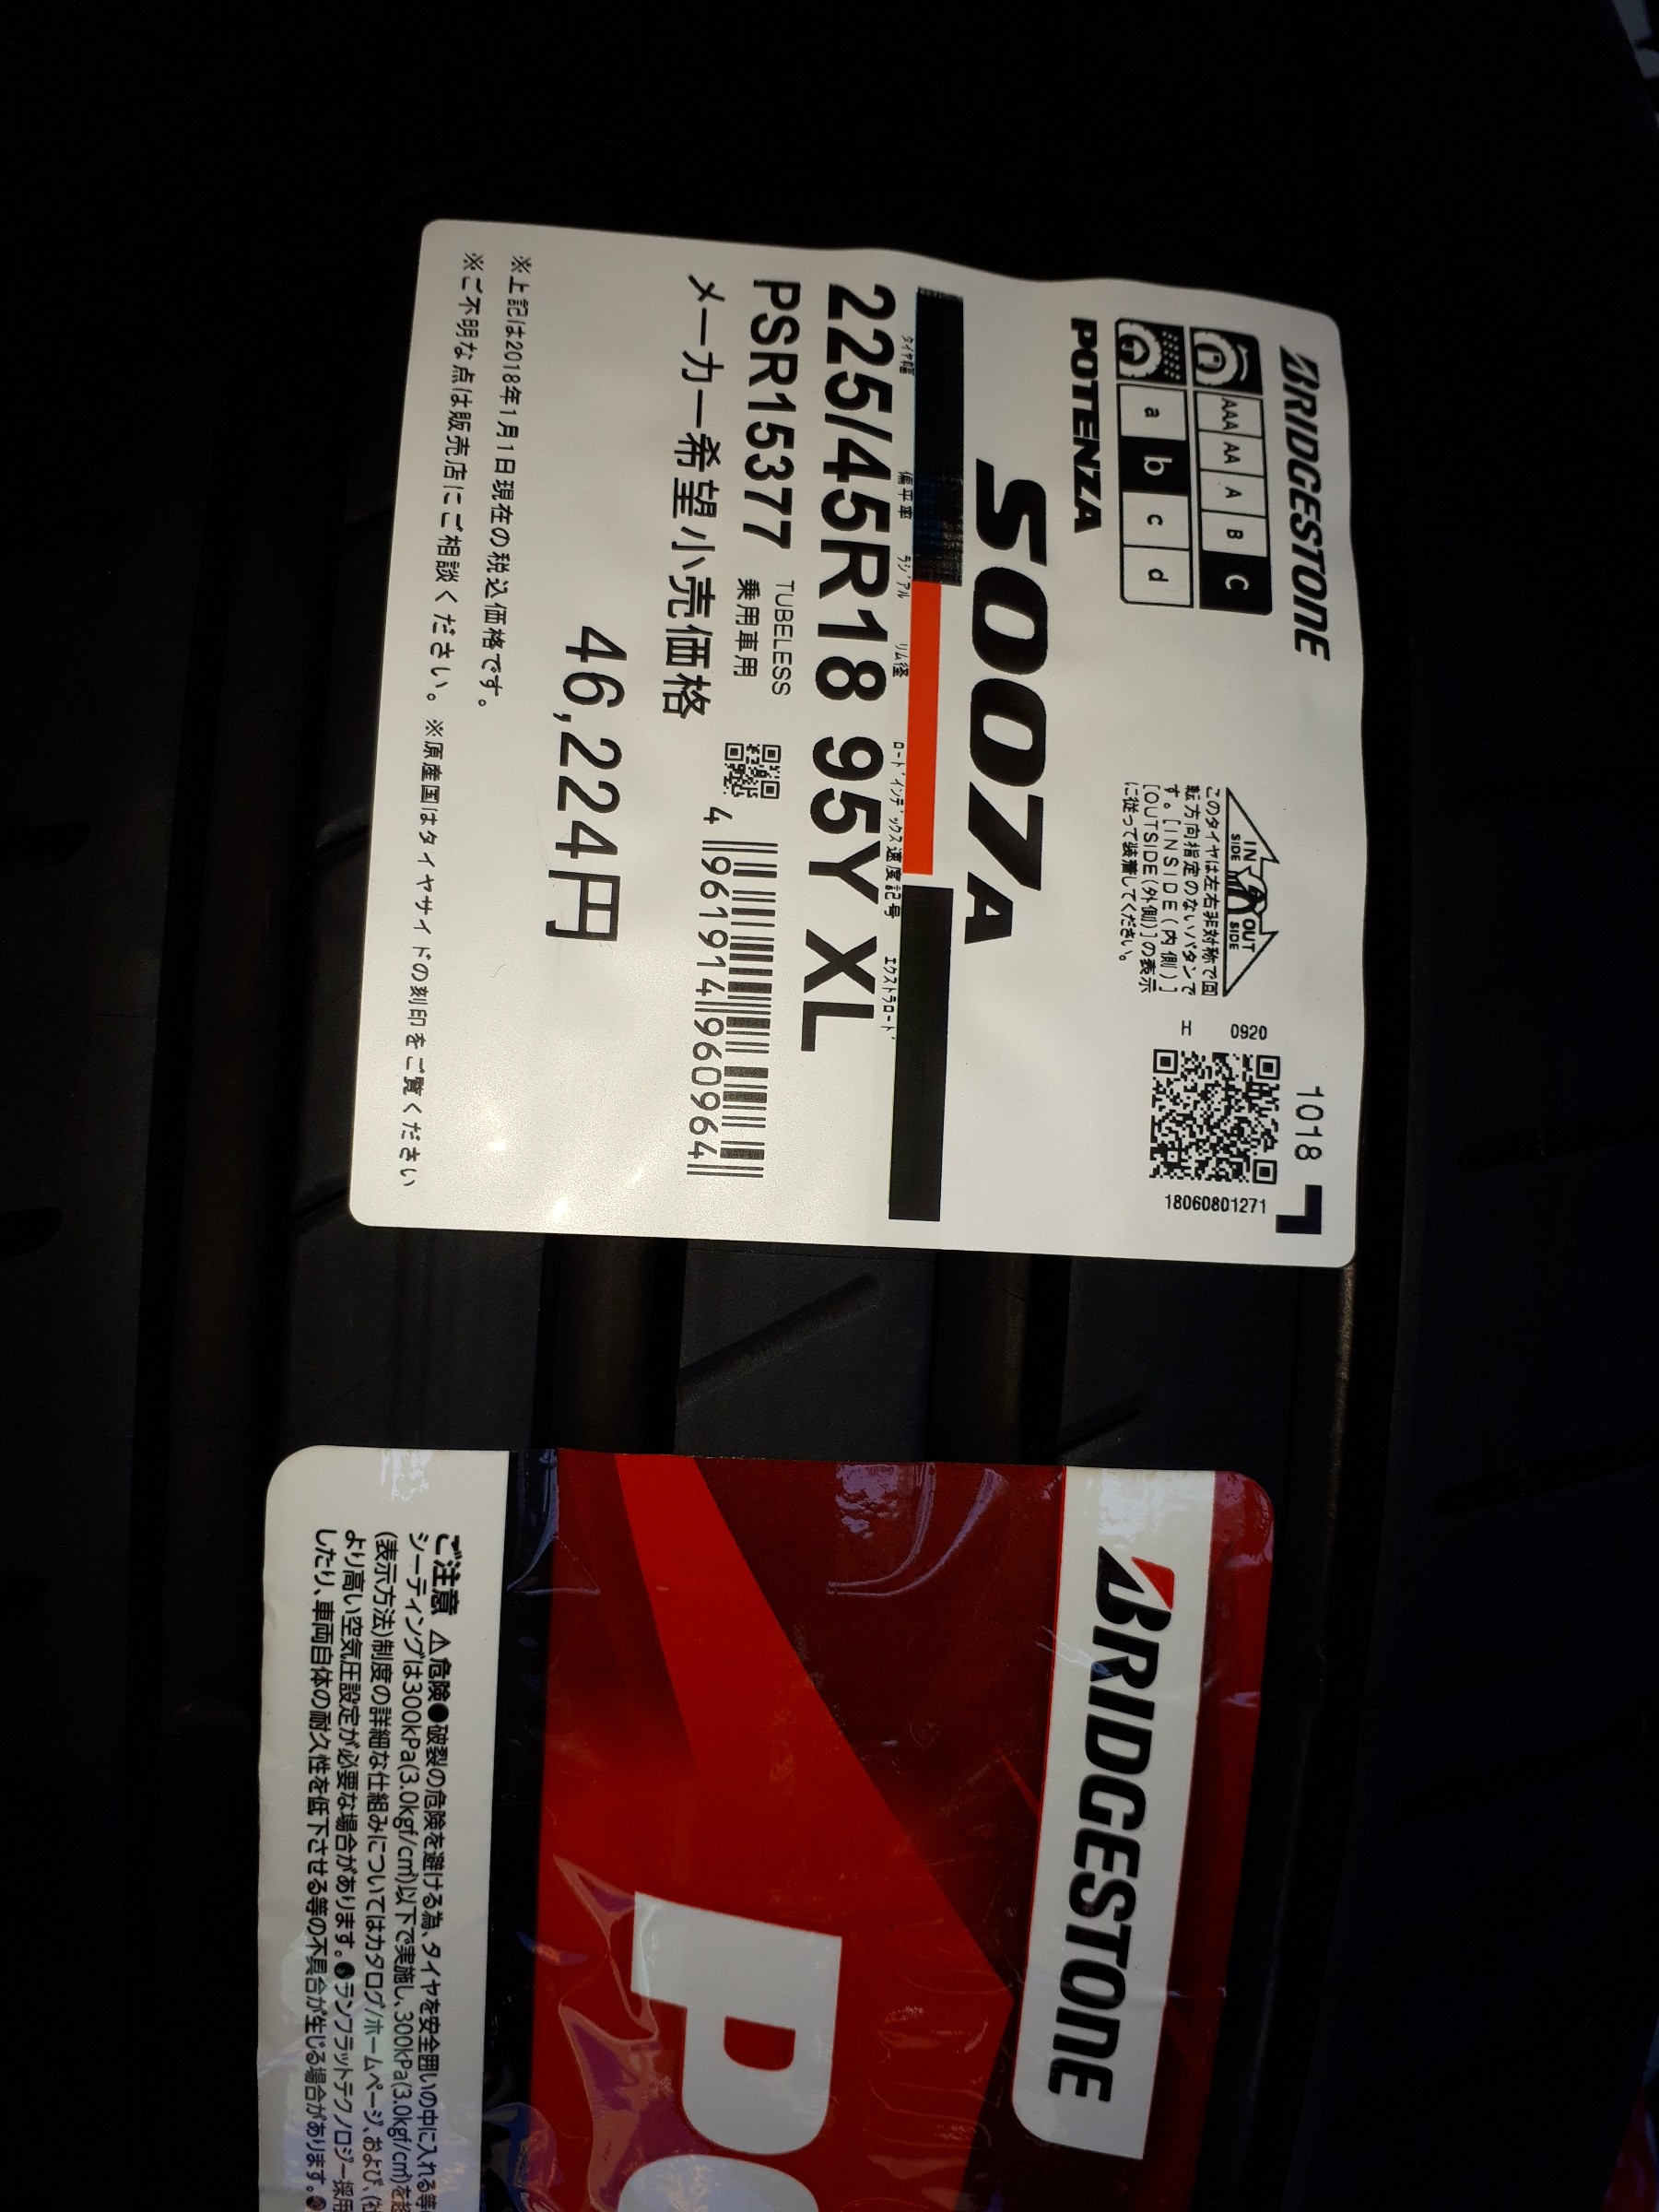 BRIDGESTONE
1018
AAA AA A B C
a b c d
IN SIDE
OUT SIDE
このタイヤは左右非対称で回
転方向指定のないパタンで
す。[INSIDE(内側)]
[OUTSIDE(外側)]の表示
に従って装着してください。
エ 0920
18060801271
POTENZA
S007A
タイヤ幅 偏平率 ラジアル リム径 ロードインデックス 速度記号 エクストラロード
225/45R18 95Y XL
PSR15377
TUBELESS
乗用車用
4 961914 960964
メーカー希望小売価格
46,224円
※上記は2018年1月1日現在の税込価格です。
※ご不明な点は販売店にご相談ください。※原産国はタイヤサイドの刻印をご覧ください
BRIDGESTONE
ご注意 ⚠危険●破裂の危険を避ける為、タイヤを安全囲いの中に入れる等
シーティングは300kPa(3.0kgf/cm²)以下で実施し、300kPa(3.0kgf/cm²)を超
(表示方法)制度の詳細な仕組みについてはカタログ/ホームページ、および、(社
より高い空気圧設定が必要な場合があります。●ランフラットテクノロジー採用
したり、車両自体の耐久性を低下させる等の不具合が生じる場合があります。